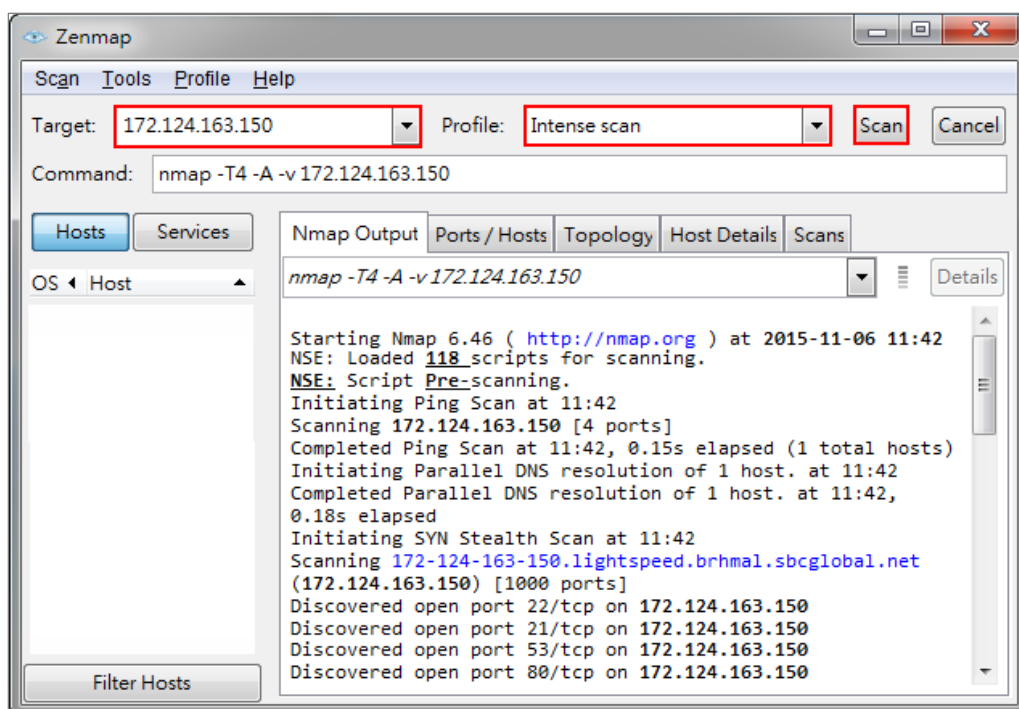 Zenmap
Scan Tools Profile Help
Target: 172.124.163.150 Profile: Intense scan Scan Cancel
Command: nmap -T4 -A -v 172.124.163.150
Hosts Services
Nmap Output Ports / Hosts Topology Host Details Scans
OS Host
nmap -T4 -A -v 172.124.163.150 Details
Starting Nmap 6.46 ( http://nmap.org ) at 2015-11-06 11:42
NSE: Loaded 118 scripts for scanning.
NSE: Script Pre-scanning.
Initiating Ping Scan at 11:42
Scanning 172.124.163.150 [4 ports]
Completed Ping Scan at 11:42, 0.15s elapsed (1 total hosts)
Initiating Parallel DNS resolution of 1 host. at 11:42
Completed Parallel DNS resolution of 1 host. at 11:42,
0.18s elapsed
Initiating SYN Stealth Scan at 11:42
Scanning 172-124-163-150.lightspeed.brhmal.sbcglobal.net
(172.124.163.150) [1000 ports]
Discovered open port 22/tcp on 172.124.163.150
Discovered open port 21/tcp on 172.124.163.150
Discovered open port 53/tcp on 172.124.163.150
Discovered open port 80/tcp on 172.124.163.150
Filter Hosts